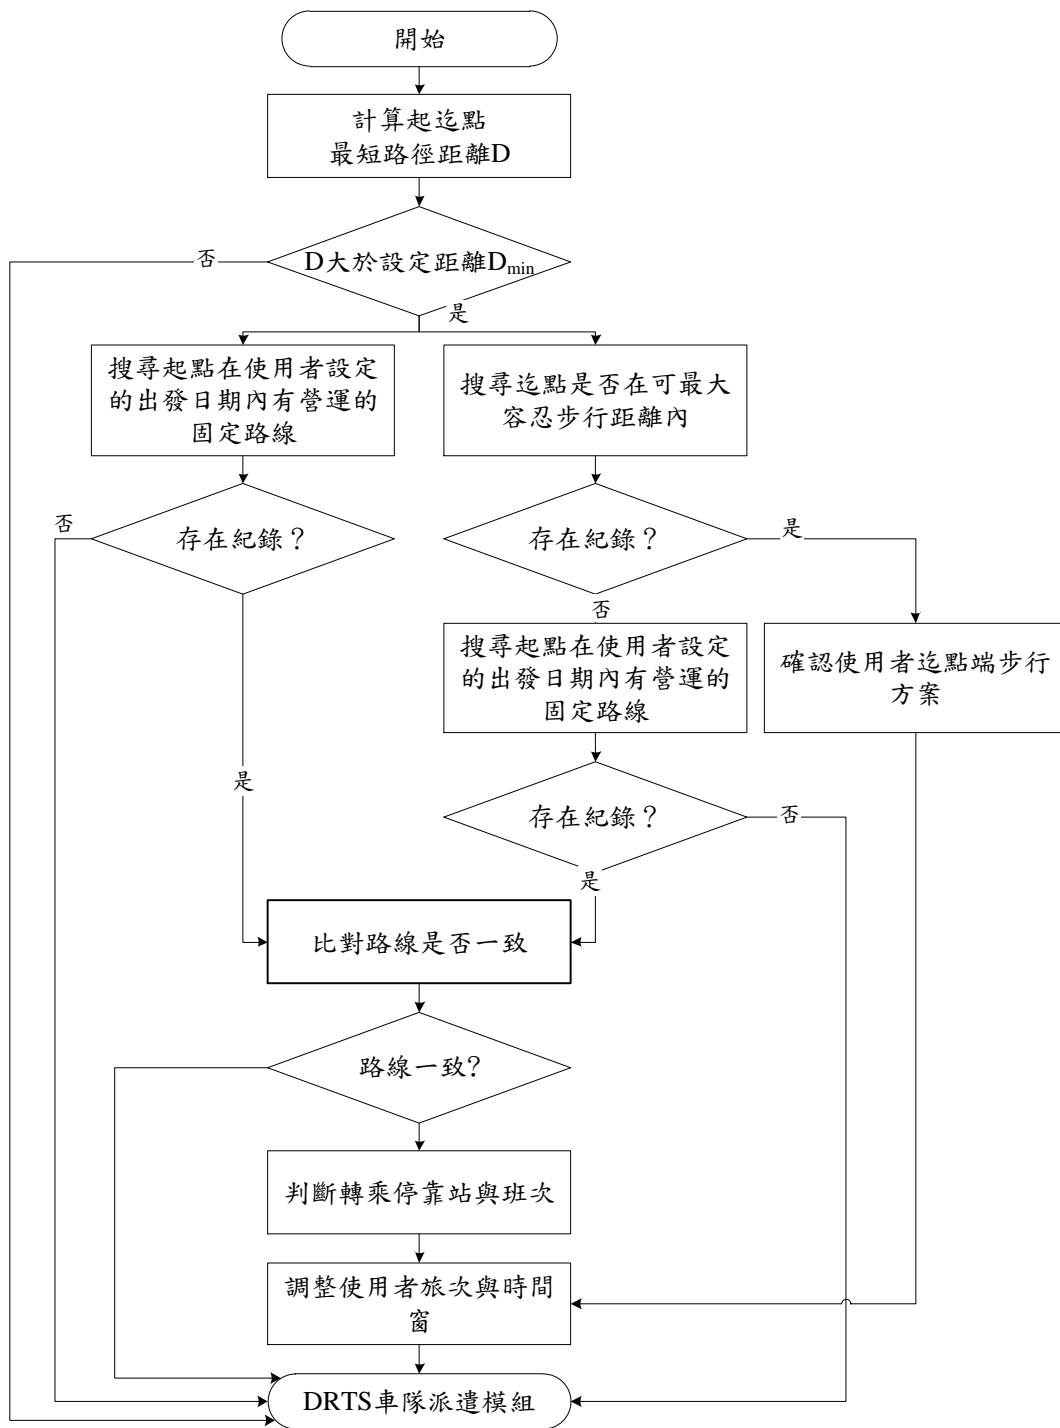 開始
計算起迄點
最短路徑距離D
否
D大於設定距離Dmin
是
搜尋起點在使用者設定
的出發日期內有營運的
固定路線
搜尋迄點是否在可最大
容忍步行距離內
否
存在紀錄？
存在紀錄？
是
否
搜尋起點在使用者設定
的出發日期內有營運的
固定路線
確認使用者迄點端步行
方案
是
存在紀錄？
否
是
比對路線是否一致
路線一致?
判斷轉乘停靠站與班次
調整使用者旅次與時間
窗
DRTS車隊派遣模組